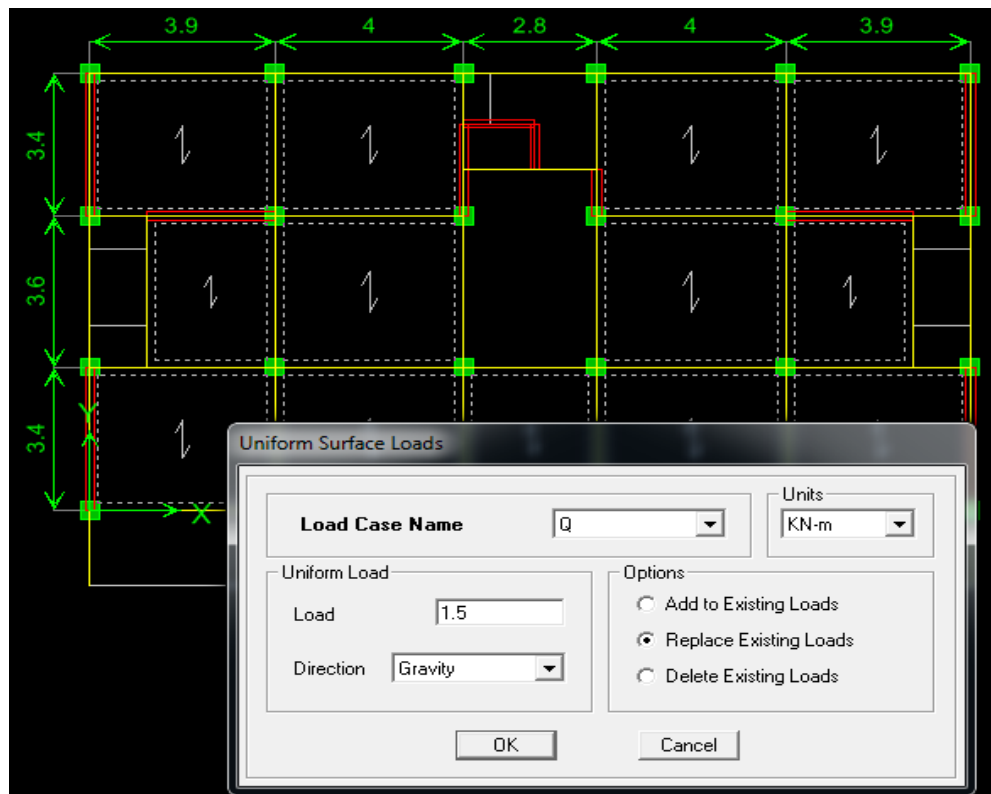 3.9 4 2.8 4 3.9
3.4
3.6
3.4
Y
X
Uniform Surface Loads
Load Case Name Q
Units
KN-m
Uniform Load
Load 1.5
Direction Gravity
Options
Add to Existing Loads
Replace Existing Loads
Delete Existing Loads
OK Cancel